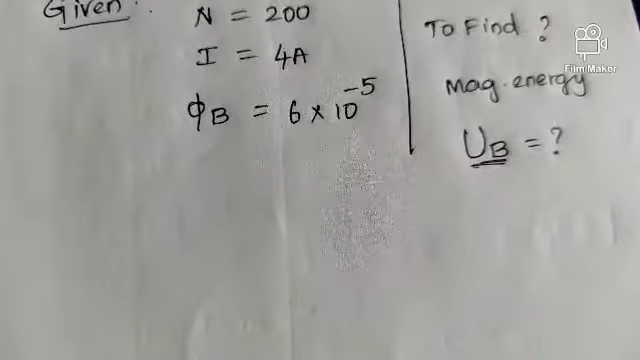 Given:
N = 200
I = 4A
ϕB = 6 × 10⁻⁵
To Find ?
Mag. energy
UB = ?
Film Maker